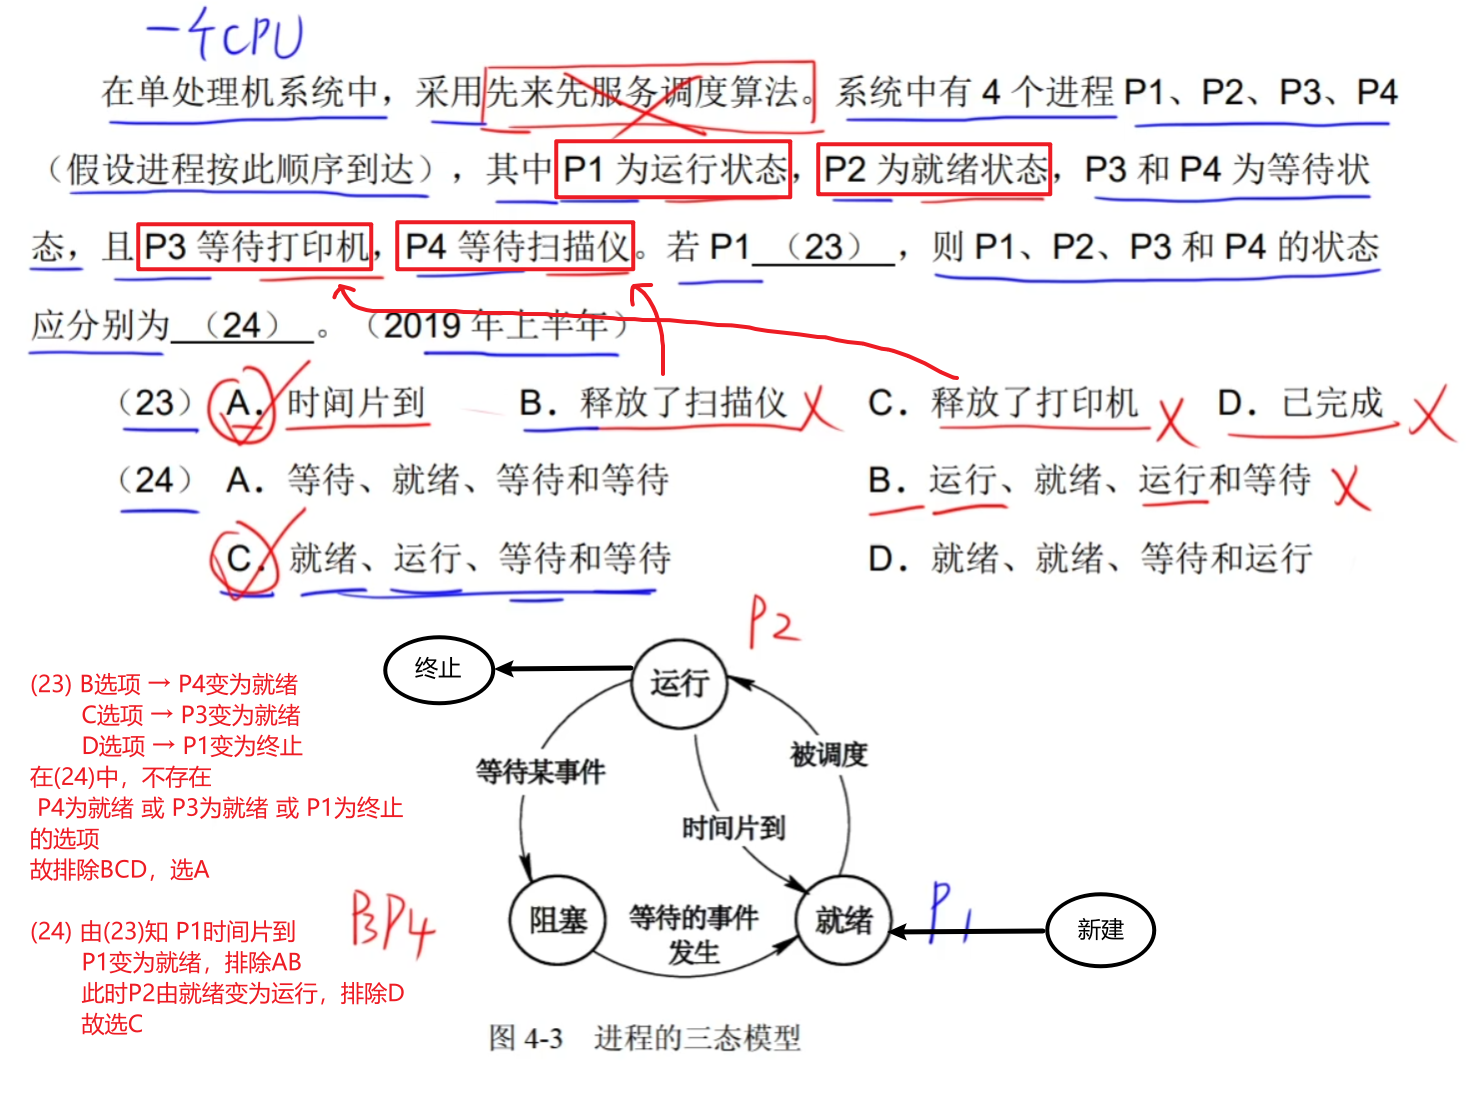 一个CPU
在单处理机系统中，采用先来先服务调度算法。系统中有 4 个进程 P1、P2、P3、P4
（假设进程按此顺序到达），其中 P1 为运行状态，P2 为就绪状态，P3 和 P4 为等待状
态，且 P3 等待打印机，P4 等待扫描仪。若 P1 （23） ，则 P1、P2、P3 和 P4 的状态
应分别为 （24） 。（2019 年上半年）
（23） A．时间片到 B．释放了扫描仪 C．释放了打印机 D．已完成
（24） A．等待、就绪、等待和等待 B．运行、就绪、运行和等待
C．就绪、运行、等待和等待 D．就绪、就绪、等待和运行
P2
终止
运行
(23) B选项 → P4变为就绪
C选项 → P3变为就绪
D选项 → P1变为终止
在(24)中，不存在
P4为就绪 或 P3为就绪 或 P1为终止
的选项
故排除BCD，选A
等待某事件
被调度
时间片到
(24) 由(23)知 P1时间片到
P1变为就绪，排除AB
此时P2由就绪变为运行，排除D
故选C
P3P4
阻塞
等待的事件
发生
就绪
P1
新建
图 4-3 进程的三态模型